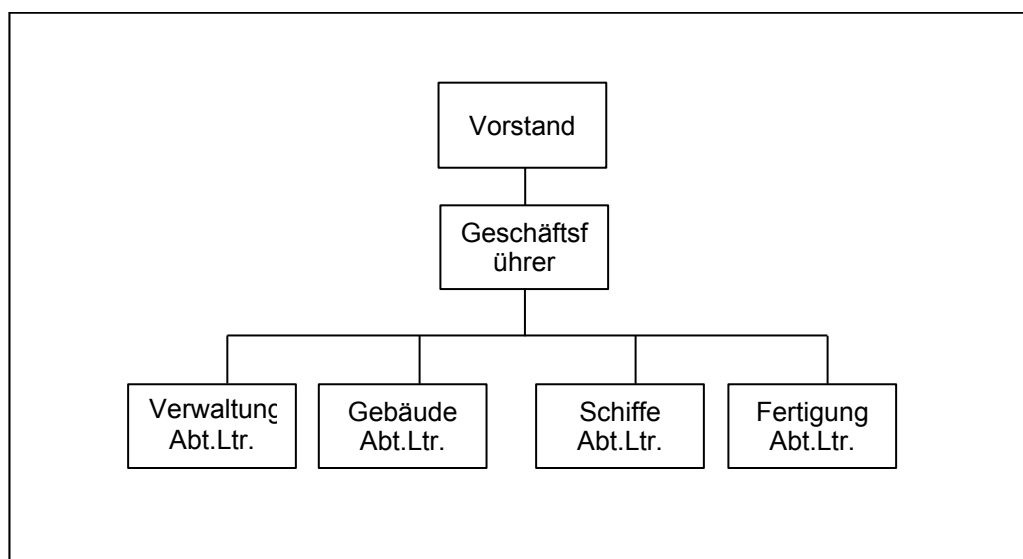 Vorstand
Geschäftsf
ührer
Verwaltung
Abt.Ltr.
Gebäude
Abt.Ltr.
Schiffe
Abt.Ltr.
Fertigung
Abt.Ltr.